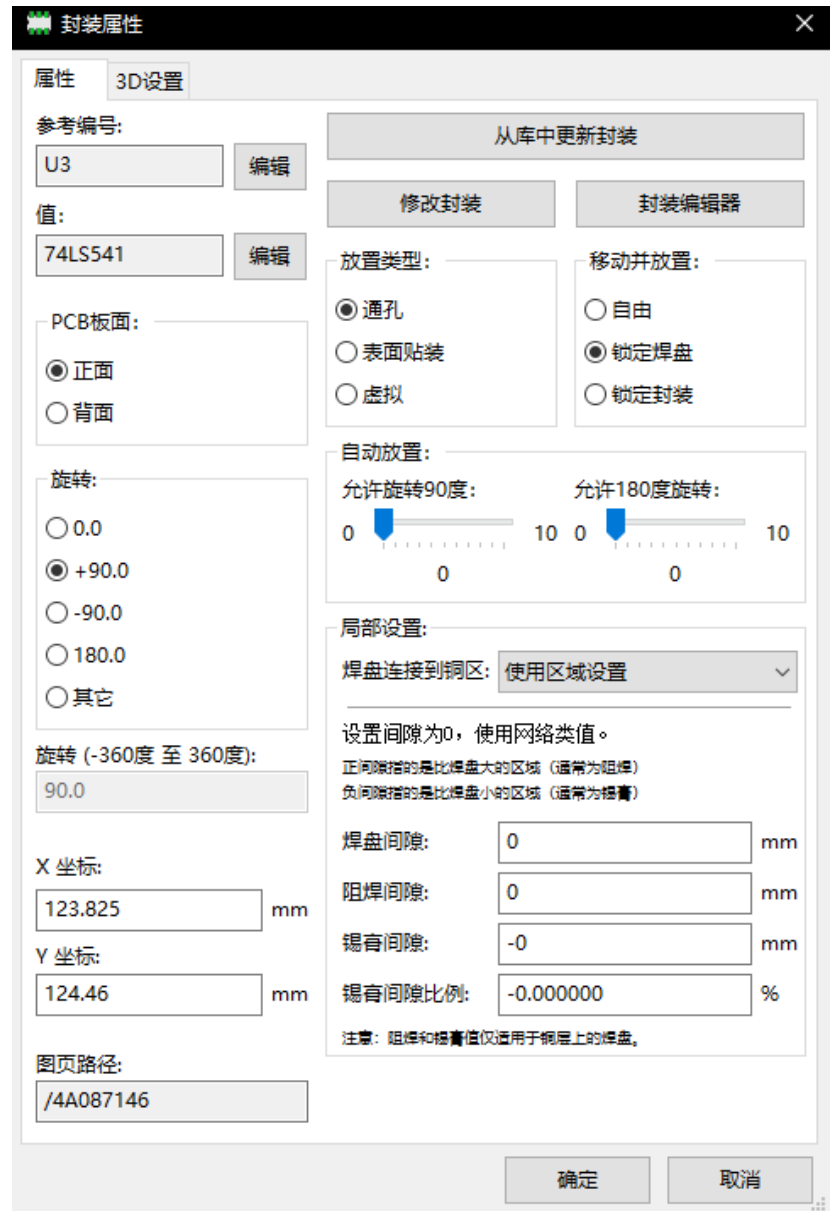 封装属性
属性
3D设置
参考编号:
U3
编辑
值:
74LS541
编辑
PCB板面:
正面
背面
旋转:
0.0
+90.0
-90.0
180.0
其它
旋转 (-360度 至 360度):
90.0
X 坐标:
123.825 mm
Y 坐标:
124.46 mm
图页路径:
/4A087146
从库中更新封装
修改封装
封装编辑器
放置类型:
通孔
表面贴装
虚拟
移动并放置:
自由
锁定焊盘
锁定封装
自动放置:
允许旋转90度:
0 10
0
允许180度旋转:
0 10
0
局部设置:
焊盘连接到铜区: 使用区域设置
设置间隙为0，使用网络类值。
正间隙指的是比焊盘大的区域（通常为阻焊）
负间隙指的是比焊盘小的区域（通常为锡膏）
焊盘间隙: 0 mm
阻焊间隙: 0 mm
锡膏间隙: -0 mm
锡膏间隙比例: -0.000000 %
注意：阻焊和锡膏值仅适用于铜层上的焊盘。
确定
取消